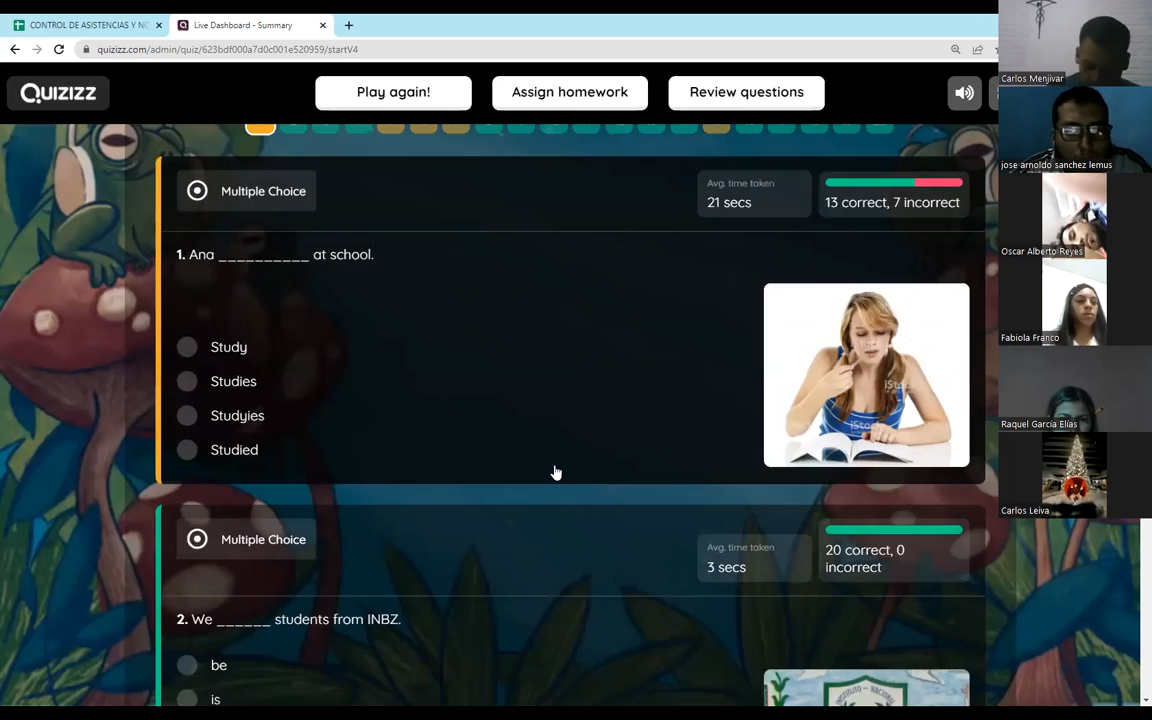 CONTROL DE ASISTENCIAS Y NO
Live Dashboard - Summary
quizizz.com/admin/quiz/623bdf000a7d0c001e520959/startV4
Quizizz
Play again!
Assign homework
Review questions
Multiple Choice
Avg. time taken
21 secs
13 correct, 7 incorrect
1. Ana __________ at school.
Study
Studies
Studyies
Studied
iStock
iStock
Multiple Choice
Avg. time taken
3 secs
20 correct, 0
incorrect
2. We ______ students from INBZ.
be
is
Carlos Menjivar
jose arnoldo sanchez lemus
Oscar Alberto Reyes
Fabiola Franco
Raquel García Elías
Carlos Leiva